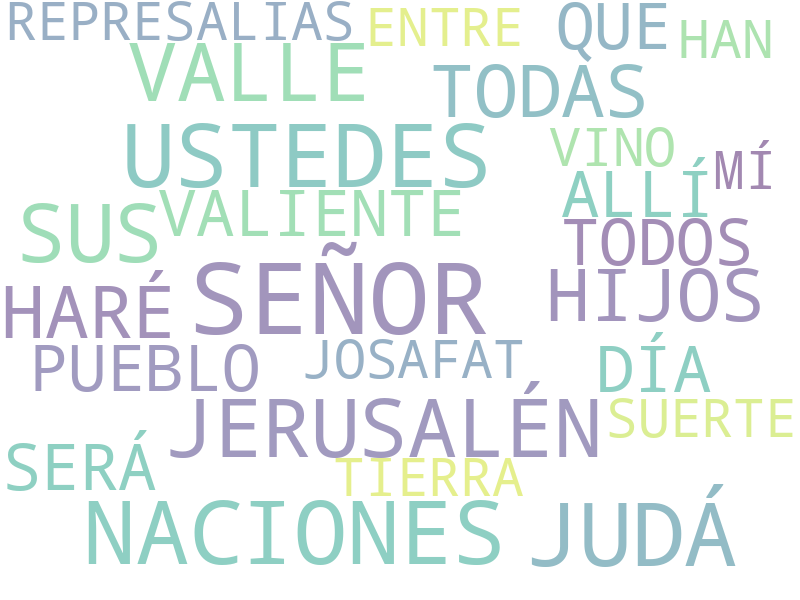 REPRESALIAS ENTRE QUE HAN
VALLE TODAS
USTEDES VINO MÍ
SUS VALIENTE ALLÍ
TODOS
HARÉ SEÑOR HIJOS
PUEBLO JOSAFAT DÍA
JERUSALÉN SUERTE
SERÁ TIERRA
NACIONES JUDÁ